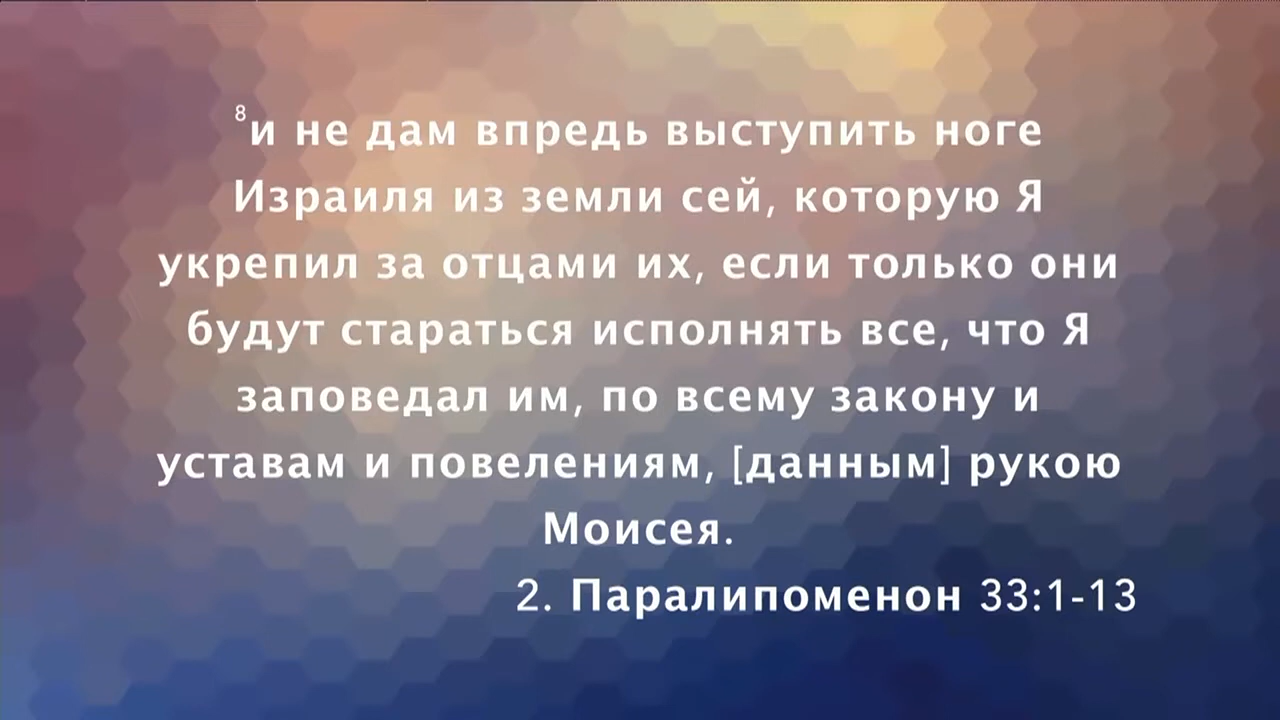 ⁸и не дам впредь выступить ноге
Израиля из земли сей, которую Я
укрепил за отцами их, если только они
будут стараться исполнять все, что Я
заповедал им, по всему закону и
уставам и повелениям, [данным] рукою
Моисея.
2. Паралипоменон 33:1-13